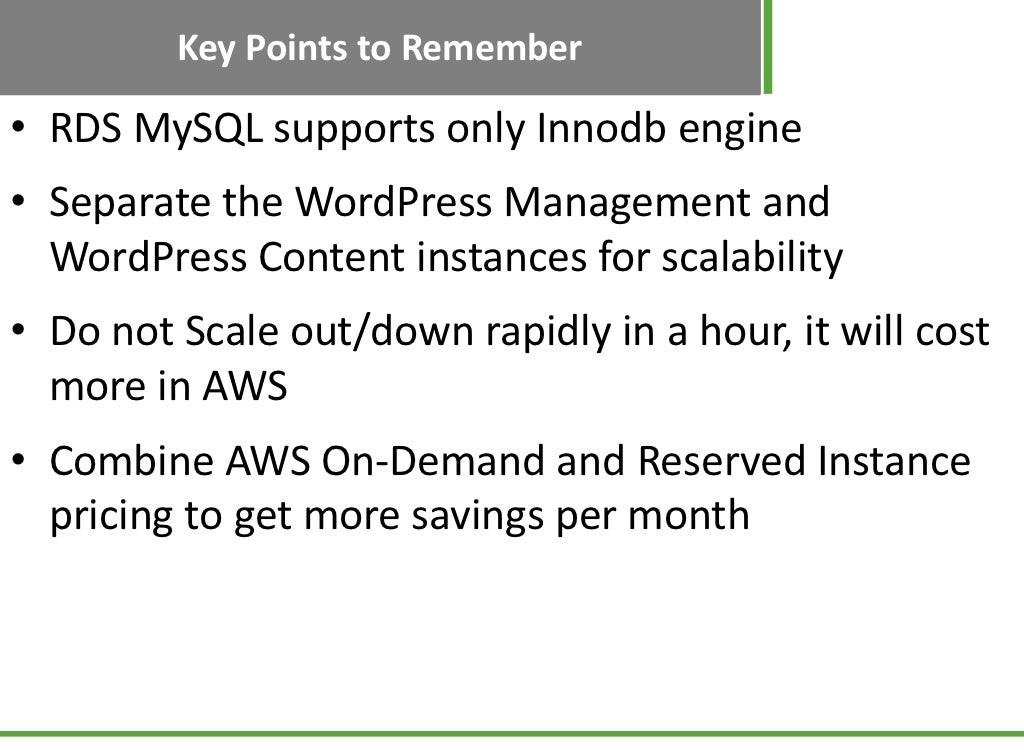 Key Points to Remember
• RDS MySQL supports only Innodb engine
• Separate the WordPress Management and
WordPress Content instances for scalability
• Do not Scale out/down rapidly in a hour, it will cost
more in AWS
• Combine AWS On-Demand and Reserved Instance
pricing to get more savings per month